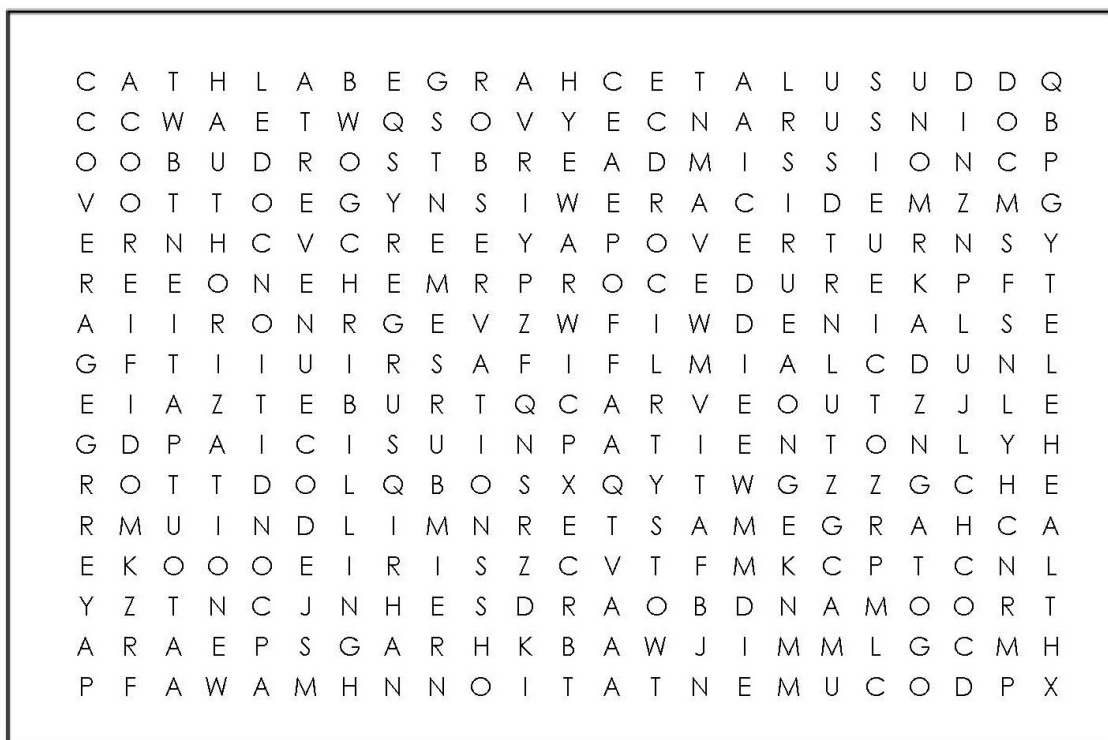 C A T H L A B E G R A H C E T A L U S U D D Q
C C W A E T W Q S O V Y E C N A R U S N I O B
O O B U D R O S T B R E A D M I S S I O N C P
V O T T O E G Y N S I W E R A C I D E M Z M G
E R N H C V C R E E Y A P O V E R T U R N S Y
R E E O N E H E M R P R O C E D U R E K P F T
A I I R O N R G E V Z W F I W D E N I A L S E
G F T I I U I R S A F I F L M I A L C D U N L
E I A Z T E B U R T Q C A R V E O U T Z J L E
G D P A I C I S U I N P A T I E N T O N L Y H
R O T T D O L Q B O S X Q Y T W G Z Z G C H E
R M U I N D L I M N R E T S A M E G R A H C A
E K O O O E I R I S Z C V T F M K C P T C N L
Y Z T N C J N H E S D R A O B D N A M O O R T
A R A E P S G A R H K B A W J I M M L G C M H
P F A W A M H N N O I T A T N E M U C O D P X